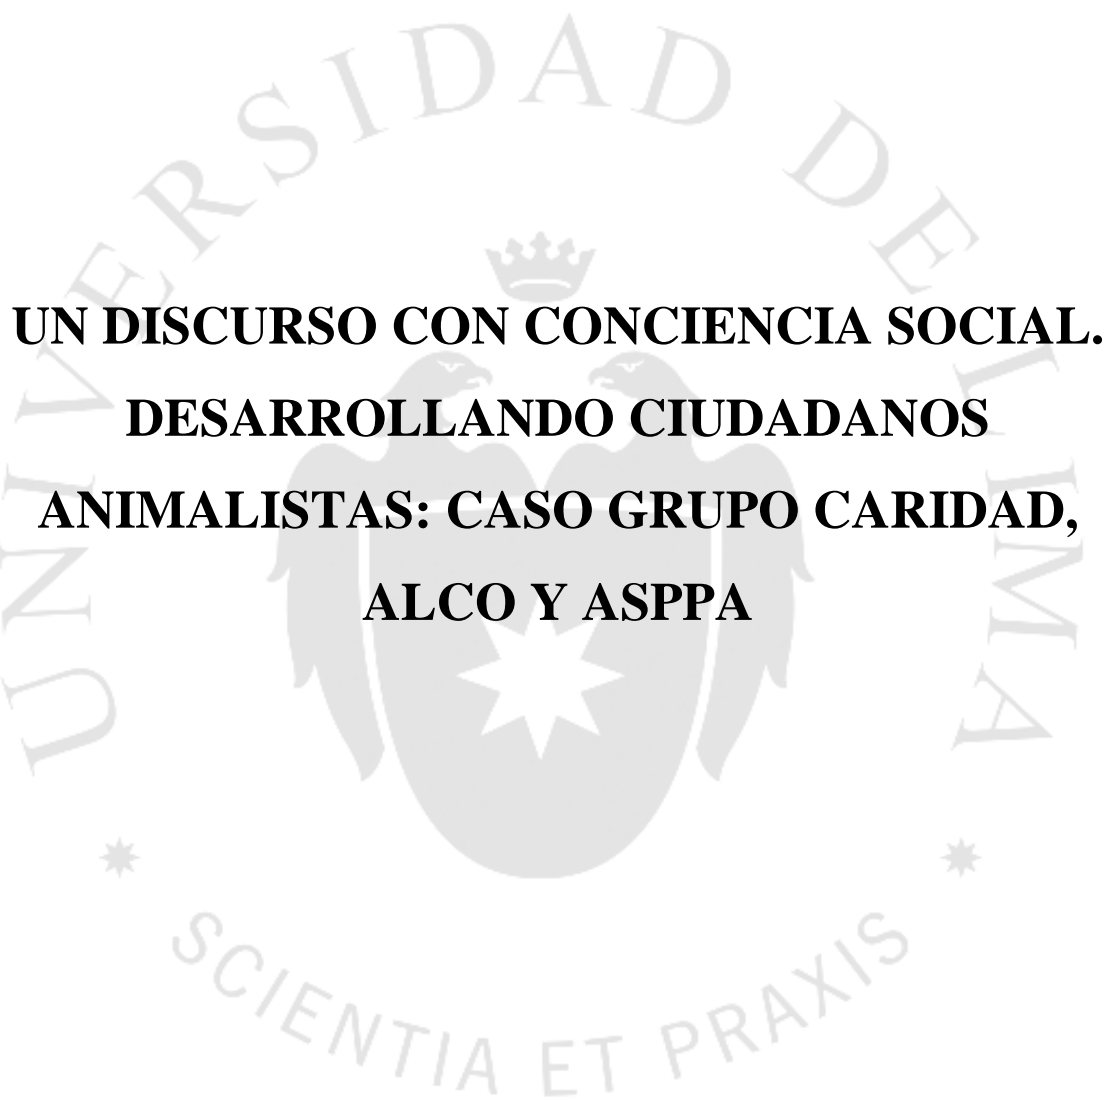 UNIVERSIDAD DE LIMA
UN DISCURSO CON CONCIENCIA SOCIAL.
DESARROLLANDO CIUDADANOS
ANIMALISTAS: CASO GRUPO CARIDAD,
ALCO Y ASPPA
SCIENTIA ET PRAXIS